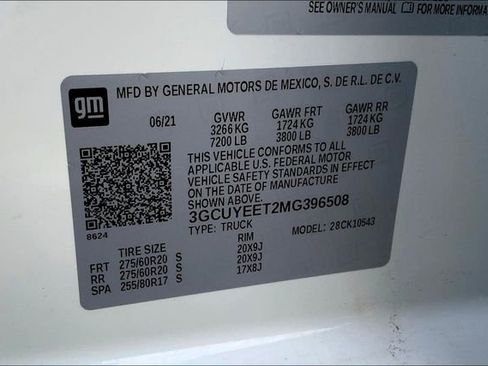 SEE OWNER'S MANUAL FOR MORE INFORMA
gm
MFD BY GENERAL MOTORS DE MEXICO, S. DE R.L. DE C.V.
06/21 GVWR GAWR FRT GAWR RR
3266 KG 1724 KG 1724 KG
7200 LB 3800 LB 3800 LB
THIS VEHICLE CONFORMS TO ALL
APPLICABLE U.S. FEDERAL MOTOR
VEHICLE SAFETY STANDARDS IN EFFECT
ON THE DATE OF MANUFACTURE SHOWN ABOVE.
3GCUYEET2MG396508
8624 TYPE: TRUCK MODEL: 28CK10543
TIRE SIZE RIM
FRT 275/60R20 S 20X9J
RR 275/60R20 S 20X9J
SPA 255/80R17 S 17X8J